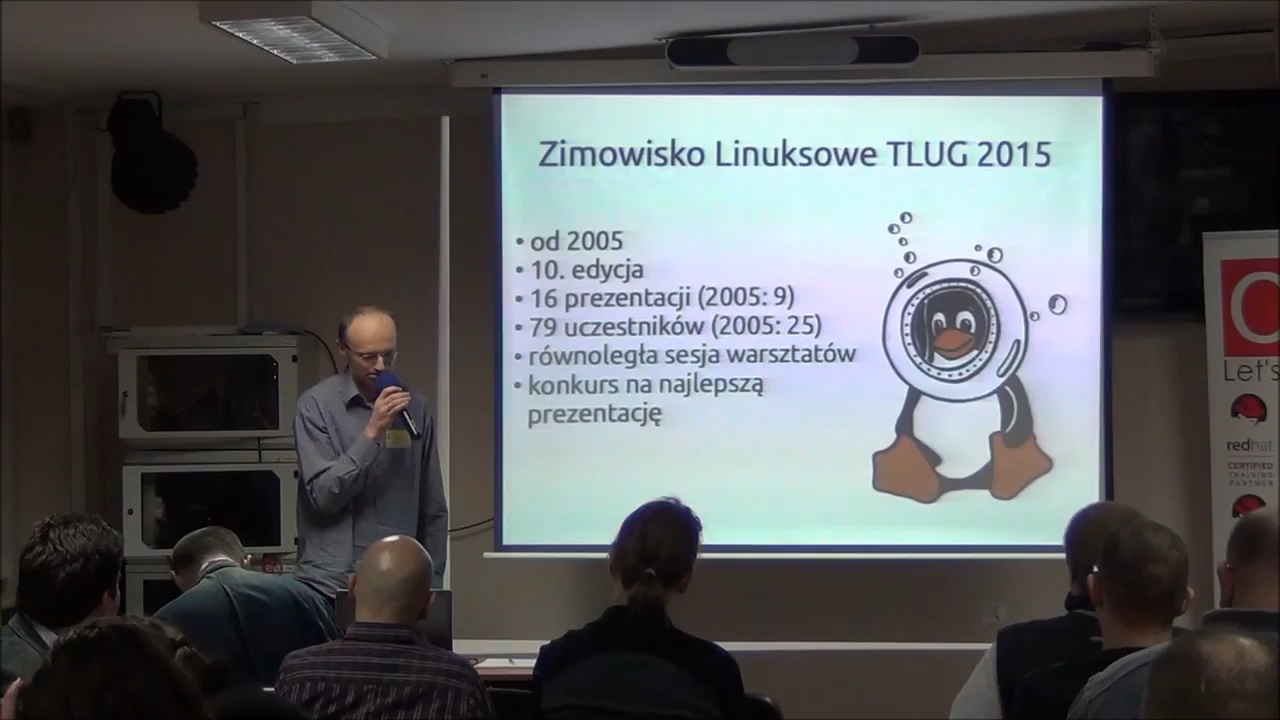 Zimowisko Linuksowe TLUG 2015
• od 2005
• 10. edycja
• 16 prezentacji (2005: 9)
• 79 uczestników (2005: 25)
• równoległa sesja warsztatów
• konkurs na najlepszą
prezentację
Let's
redhat
CERTIFIED
TRAINING
PARTNER